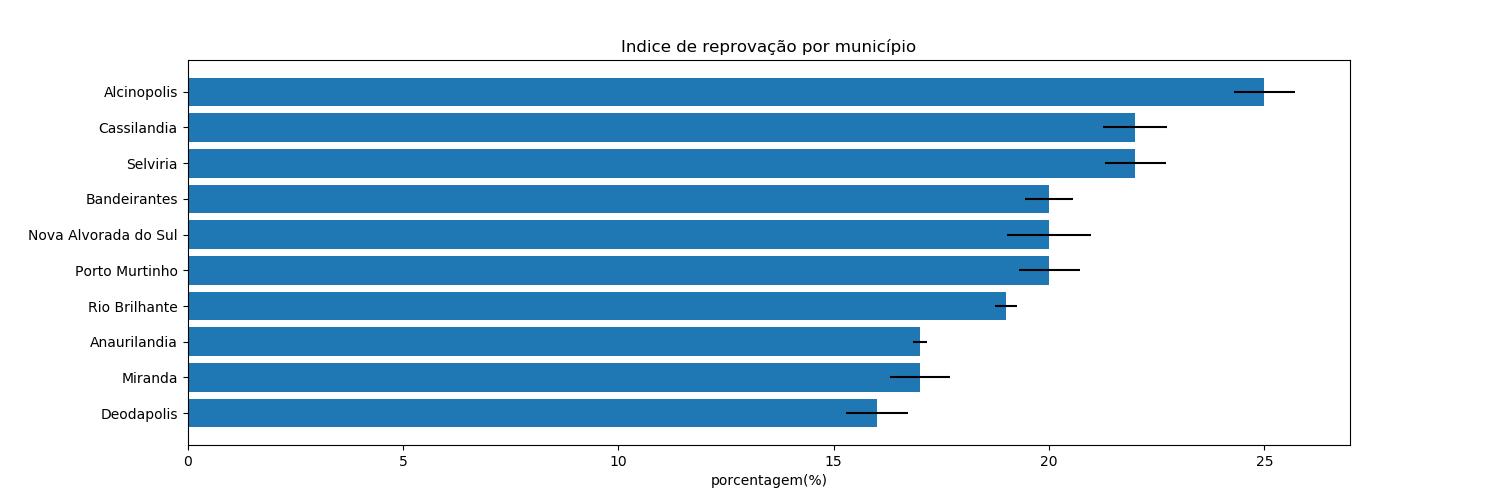 Indice de reprovação por município
Alcinopolis
Cassilandia
Selviria
Bandeirantes
Nova Alvorada do Sul
Porto Murtinho
Rio Brilhante
Anaurilandia
Miranda
Deodapolis
0 5 10 15 20 25
porcentagem(%)